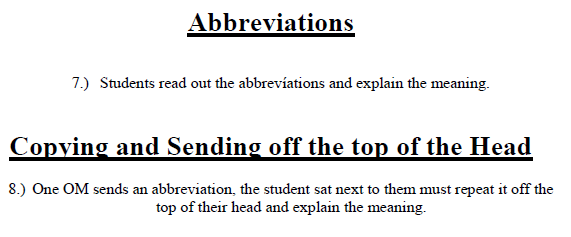 Abbreviations
7.) Students read out the abbrevíations and explain the meaning.
Copying and Sending off the top of the Head
8.) One OM sends an abbreviation, the student sat next to them must repeat it off the
top of their head and explain the meaning.